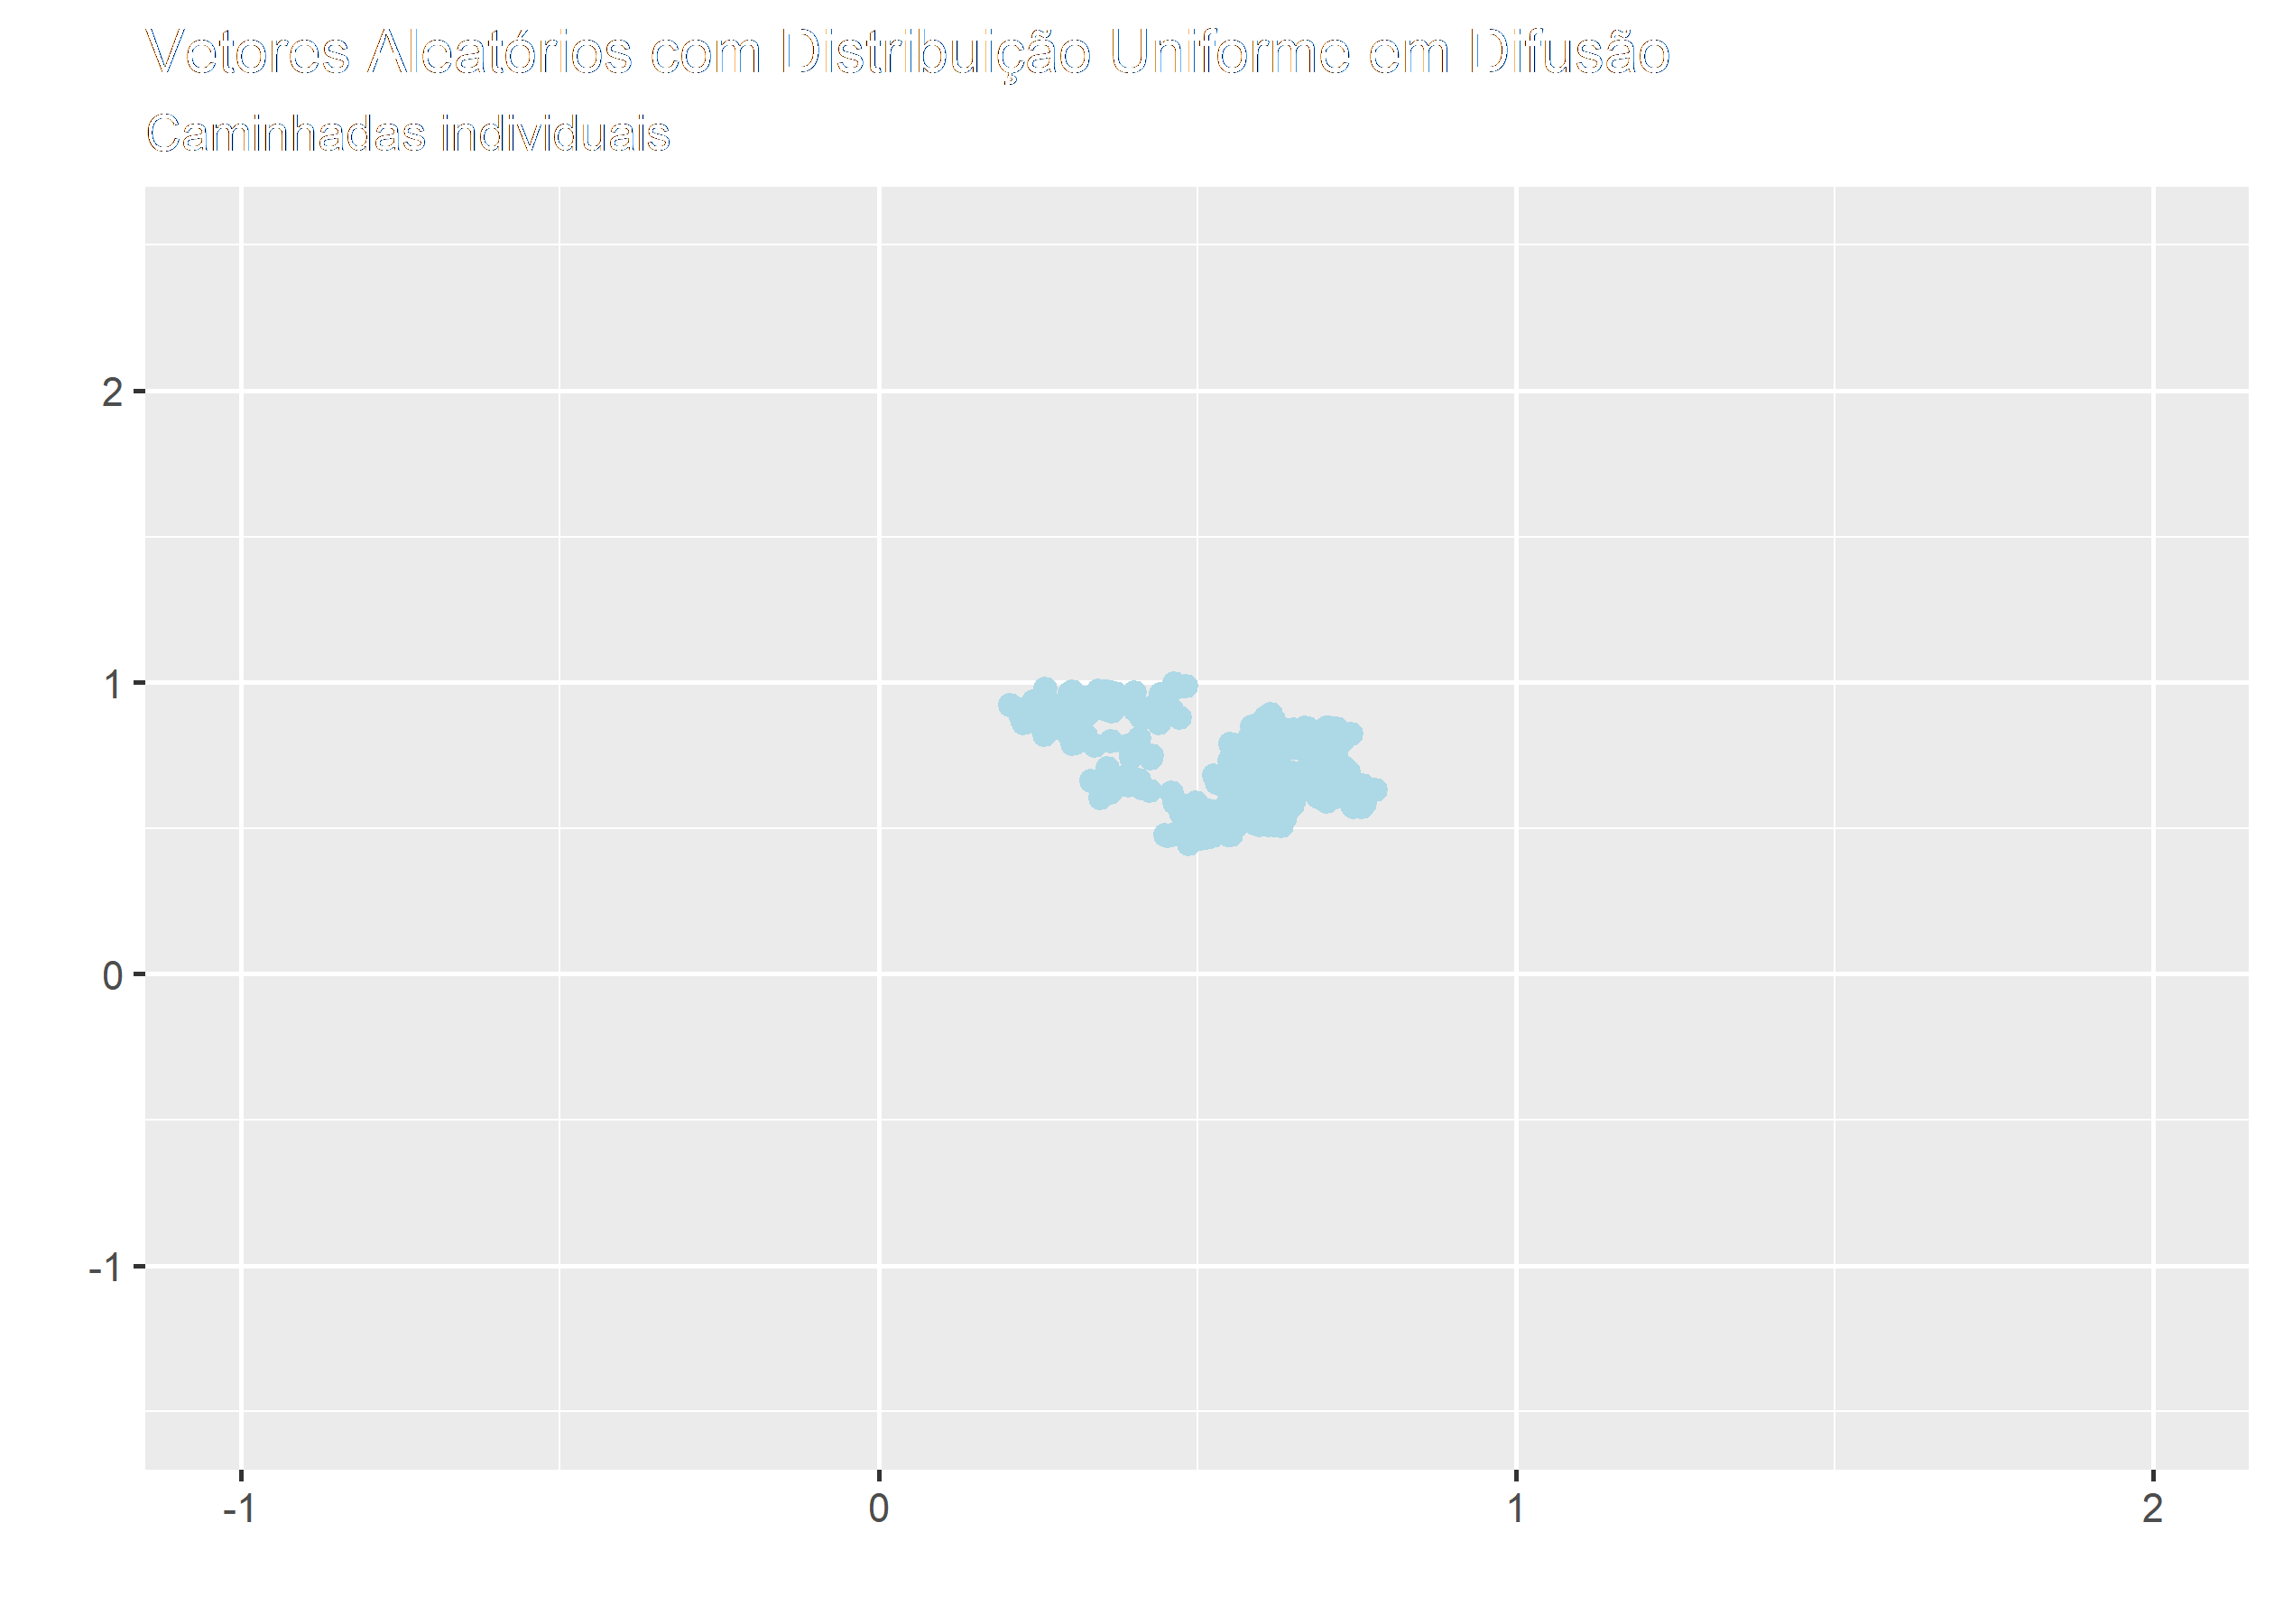 Vetores Aleatórios com Distribuição Uniforme em Difusão
Caminhadas individuais
2
1
0
-1
-1 0 1 2